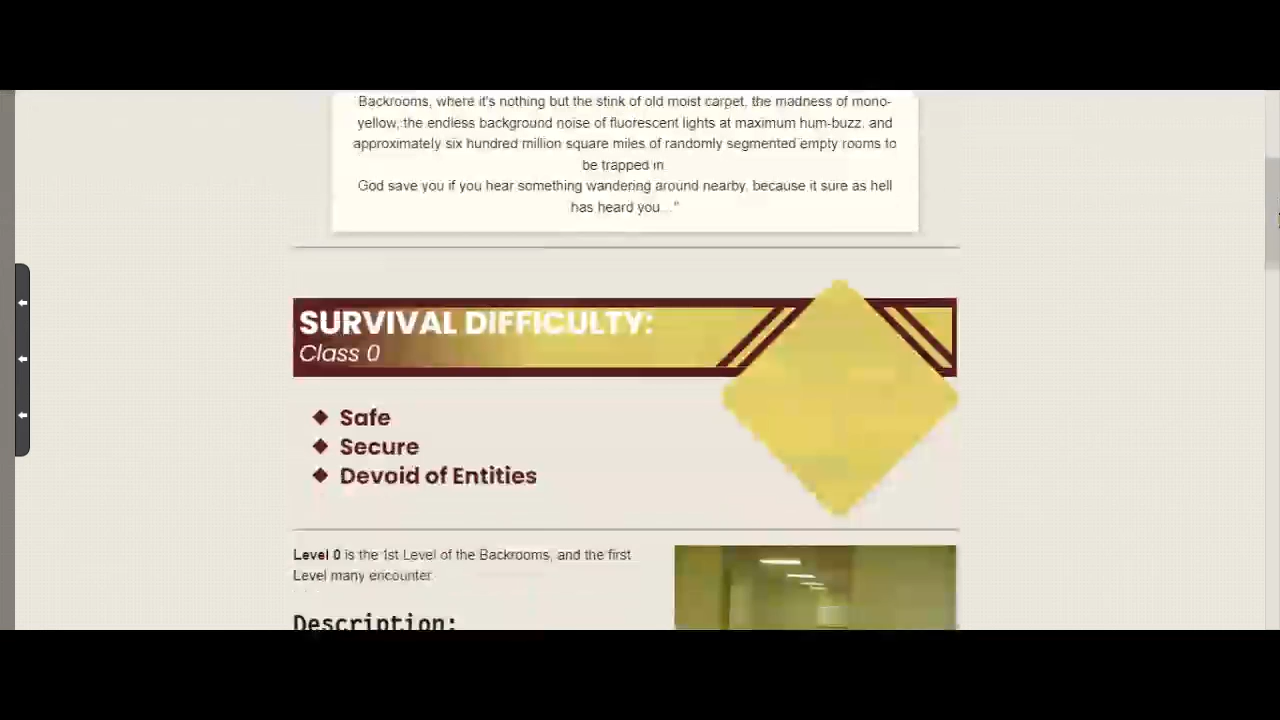 Backrooms, where it's nothing but the stink of old moist carpet, the madness of mono-
yellow, the endless background noise of fluorescent lights at maximum hum-buzz, and
approximately six hundred million square miles of randomly segmented empty rooms to
be trapped in
God save you if you hear something wandering around nearby, because it sure as hell
has heard you..."
SURVIVAL DIFFICULTY:
Class 0
Safe
Secure
Devoid of Entities
Level 0 is the 1st Level of the Backrooms, and the first
Level many encounter
Description: